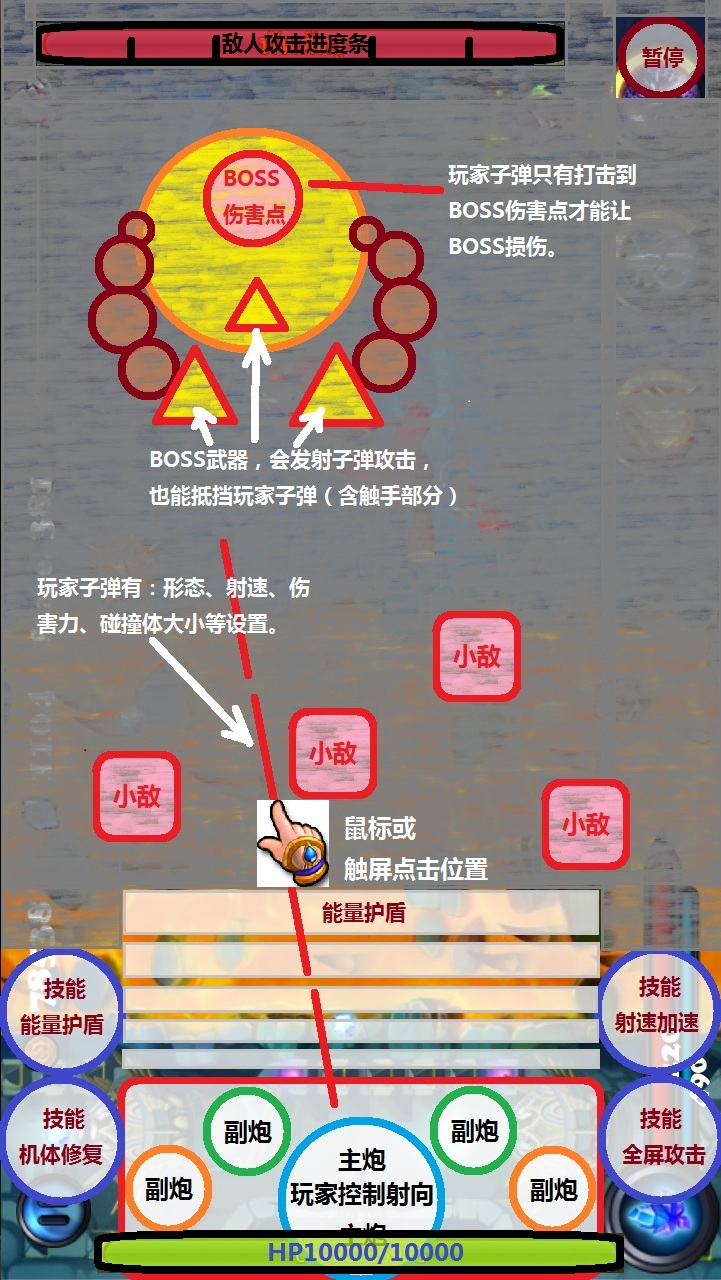 敌人攻击进度条
暂停
BOSS
伤害点
玩家子弹只有打击到
BOSS伤害点才能让
BOSS损伤。
BOSS武器，会发射子弹攻击，
也能抵挡玩家子弹（含触手部分）
玩家子弹有：形态、射速、伤
害力、碰撞体大小等设置。
小敌
小敌
小敌
小敌
鼠标或
触屏点击位置
能量护盾
技能
能量护盾
技能
射速加速
技能
机体修复
技能
全屏攻击
副炮
副炮
副炮
副炮
主炮
玩家控制射向
主炮
HP10000/10000